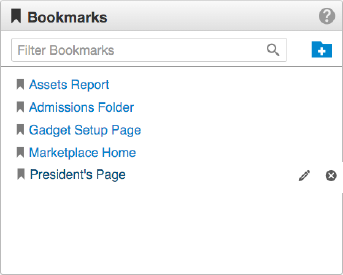 Bookmarks ?
Filter Bookmarks
Assets Report
Admissions Folder
Gadget Setup Page
Marketplace Home
President's Page